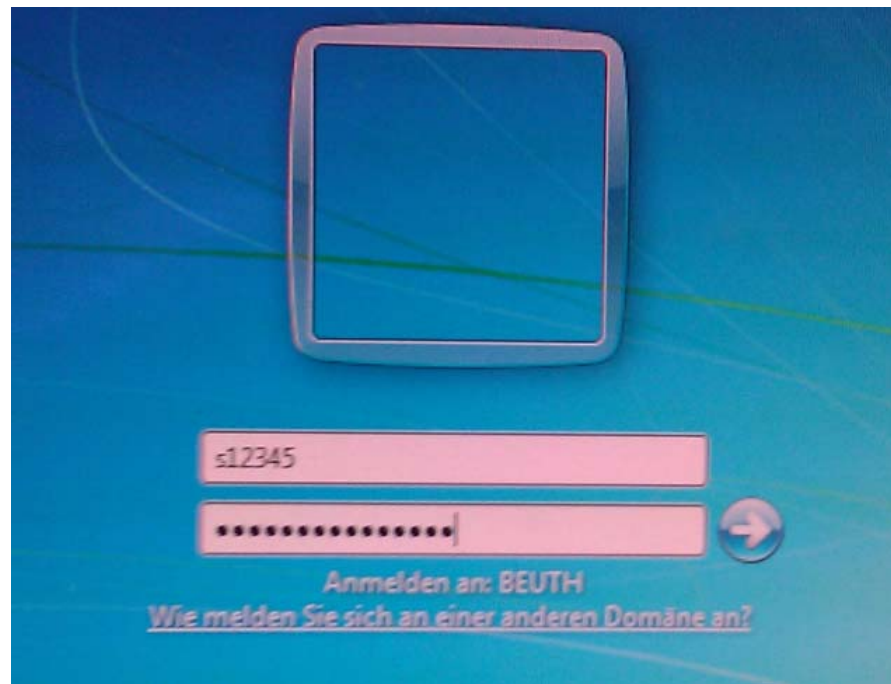 s12345
•••••••••••••••
Anmelden an: BEUTH
Wie melden Sie sich an einer anderen Domäne an?